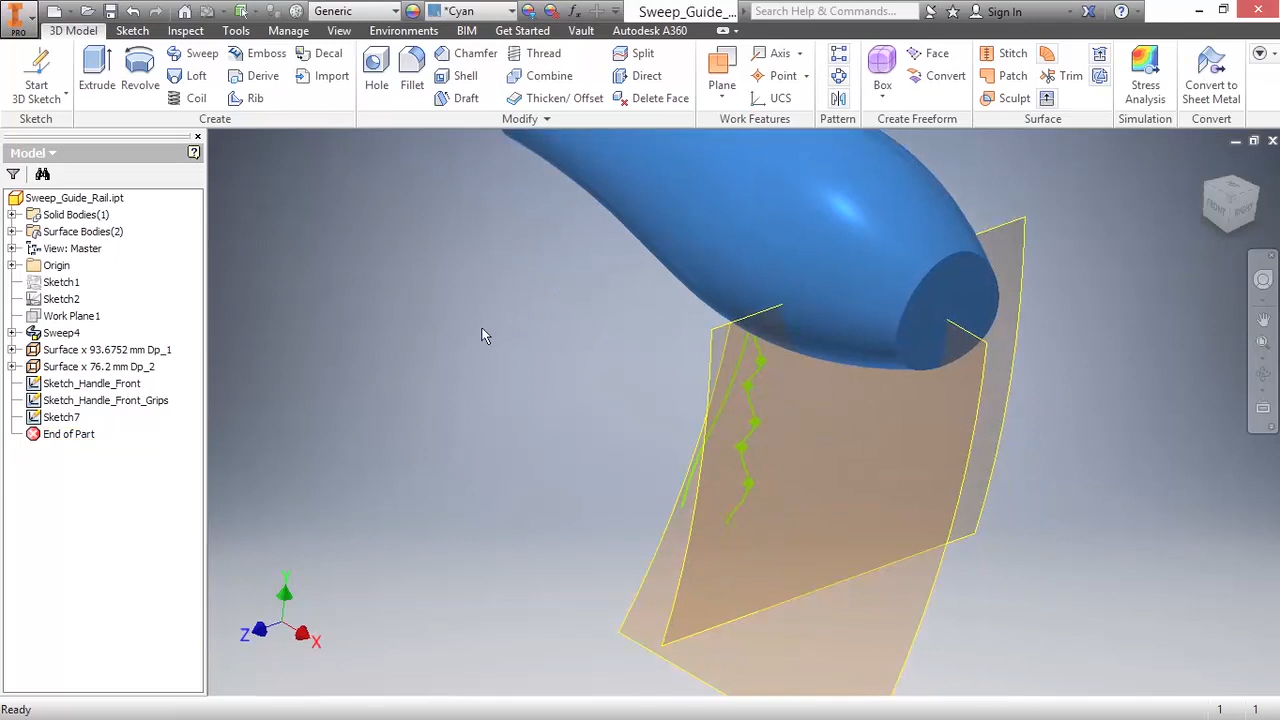 Generic
*Cyan
Sweep_Guide_...
Search Help & Commands...
Sign In
PRO
3D Model Sketch Inspect Tools Manage View Environments BIM Get Started Vault Autodesk A360
Start
3D Sketch
Extrude
Revolve
Sweep
Loft
Coil
Emboss
Derive
Rib
Decal
Import
Hole
Fillet
Chamfer
Shell
Draft
Thread
Combine
Thicken/ Offset
Split
Direct
Delete Face
Plane
Axis
Point
UCS
Box
Face
Convert
Stitch
Patch
Sculpt
Trim
Stress
Analysis
Convert to
Sheet Metal
Sketch Create Modify Work Features Pattern Create Freeform Surface Simulation Convert
Model
Sweep_Guide_Rail.ipt
Solid Bodies(1)
Surface Bodies(2)
View: Master
Origin
Sketch1
Sketch2
Work Plane1
Sweep4
Surface x 93.6752 mm Dp_1
Surface x 76.2 mm Dp_2
Sketch_Handle_Front
Sketch_Handle_Front_Grips
Sketch7
End of Part
FRONT
RIGHT
Y
Z
X
Ready
1 1